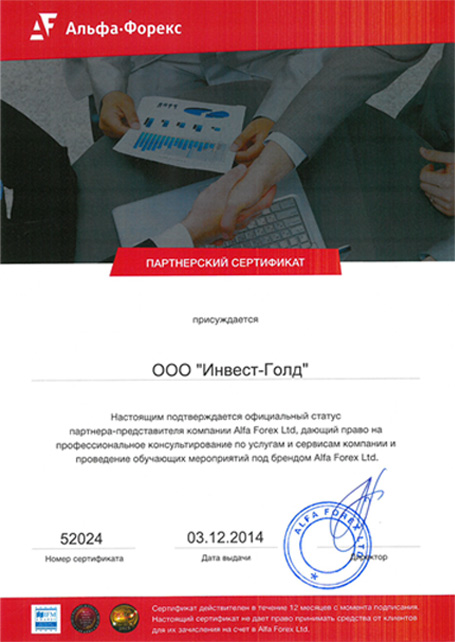 Альфа·Форекс
ПАРТНЕРСКИЙ СЕРТИФИКАТ
присуждается
ООО "Инвест-Голд"
Настоящим подтверждается официальный статус
партнера-представителя компании Alfa Forex Ltd, дающий право на
профессиональное консультирование по услугам и сервисам компании и
проведение обучающих мероприятий под брендом Alfa Forex Ltd.
52024
03.12.2014
Номер сертификата
Дата выдачи
Директор
ALFA FOREX LTD
Сертификат действителен в течение 12 месяцев с момента подписания.
Настоящий сертификат не дает право принимать средства от клиентов
для их зачисления на счет в Alfa Forex Ltd.